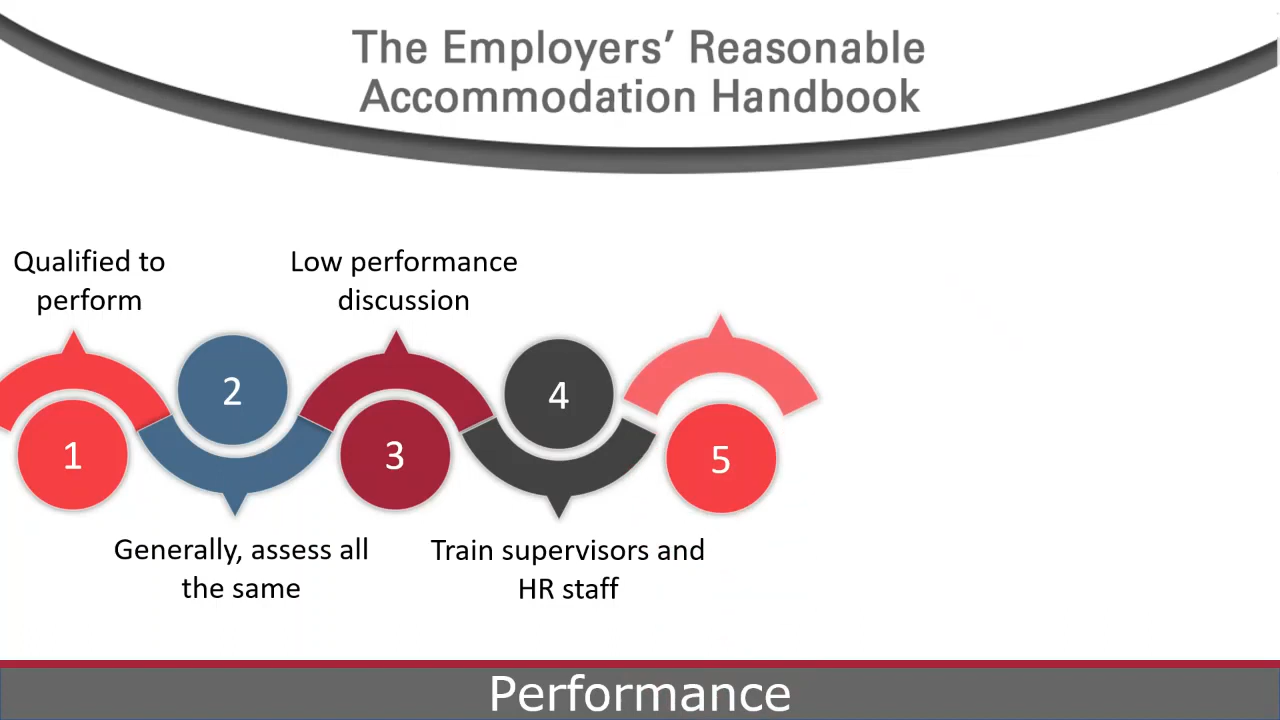 The Employers’ Reasonable
Accommodation Handbook
Qualified to
perform
Low performance
discussion
1
2
3
4
5
Generally, assess all
the same
Train supervisors and
HR staff
Performance